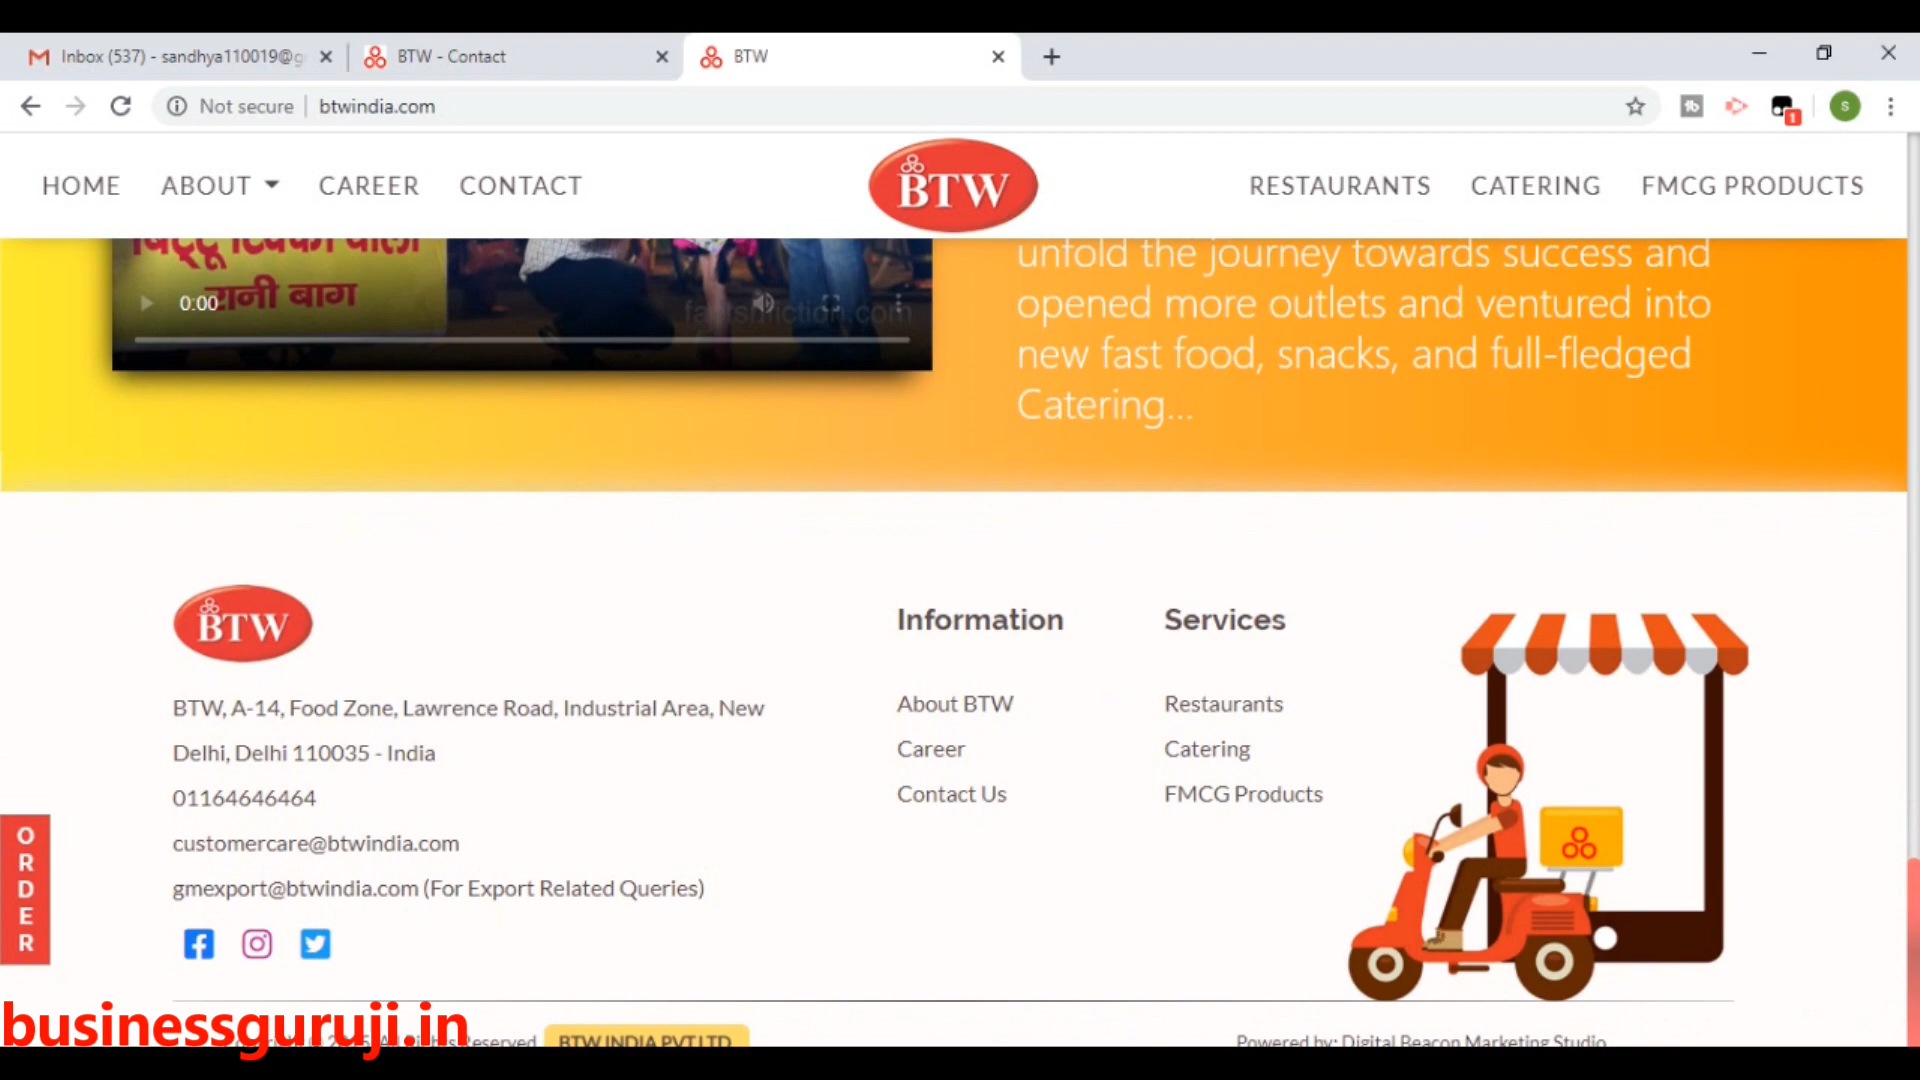 Inbox (537) - sandhya110019@g
BTW - Contact
BTW
Not secure
btwindia.com
1
S
HOME
ABOUT
CAREER
CONTACT
BTW
RESTAURANTS
CATERING
FMCG PRODUCTS
बिट्टू टिक्की वाला
रानी बाग
0:00
unfold the journey towards success and
opened more outlets and ventured into
new fast food, snacks, and full-fledged
Catering...
BTW
Information
Services
BTW, A-14, Food Zone, Lawrence Road, Industrial Area, New
Delhi, Delhi 110035 - India
01164646464
customercare@btwindia.com
gmexport@btwindia.com (For Export Related Queries)
About BTW
Career
Contact Us
Restaurants
Catering
FMCG Products
ORDER
businessguruji.in
Reserved
BTW INDIA PVT LTD
Powered by: Digital Beacon Marketing Studio